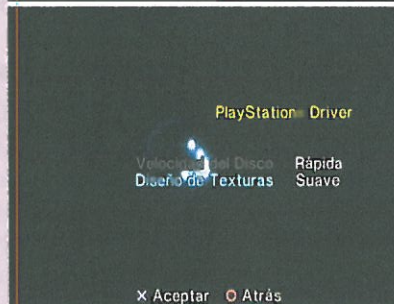 PlayStation® Driver
Velocidad del Disco Rápida
Diseño de Texturas Suave
✕ Aceptar ○ Atrás